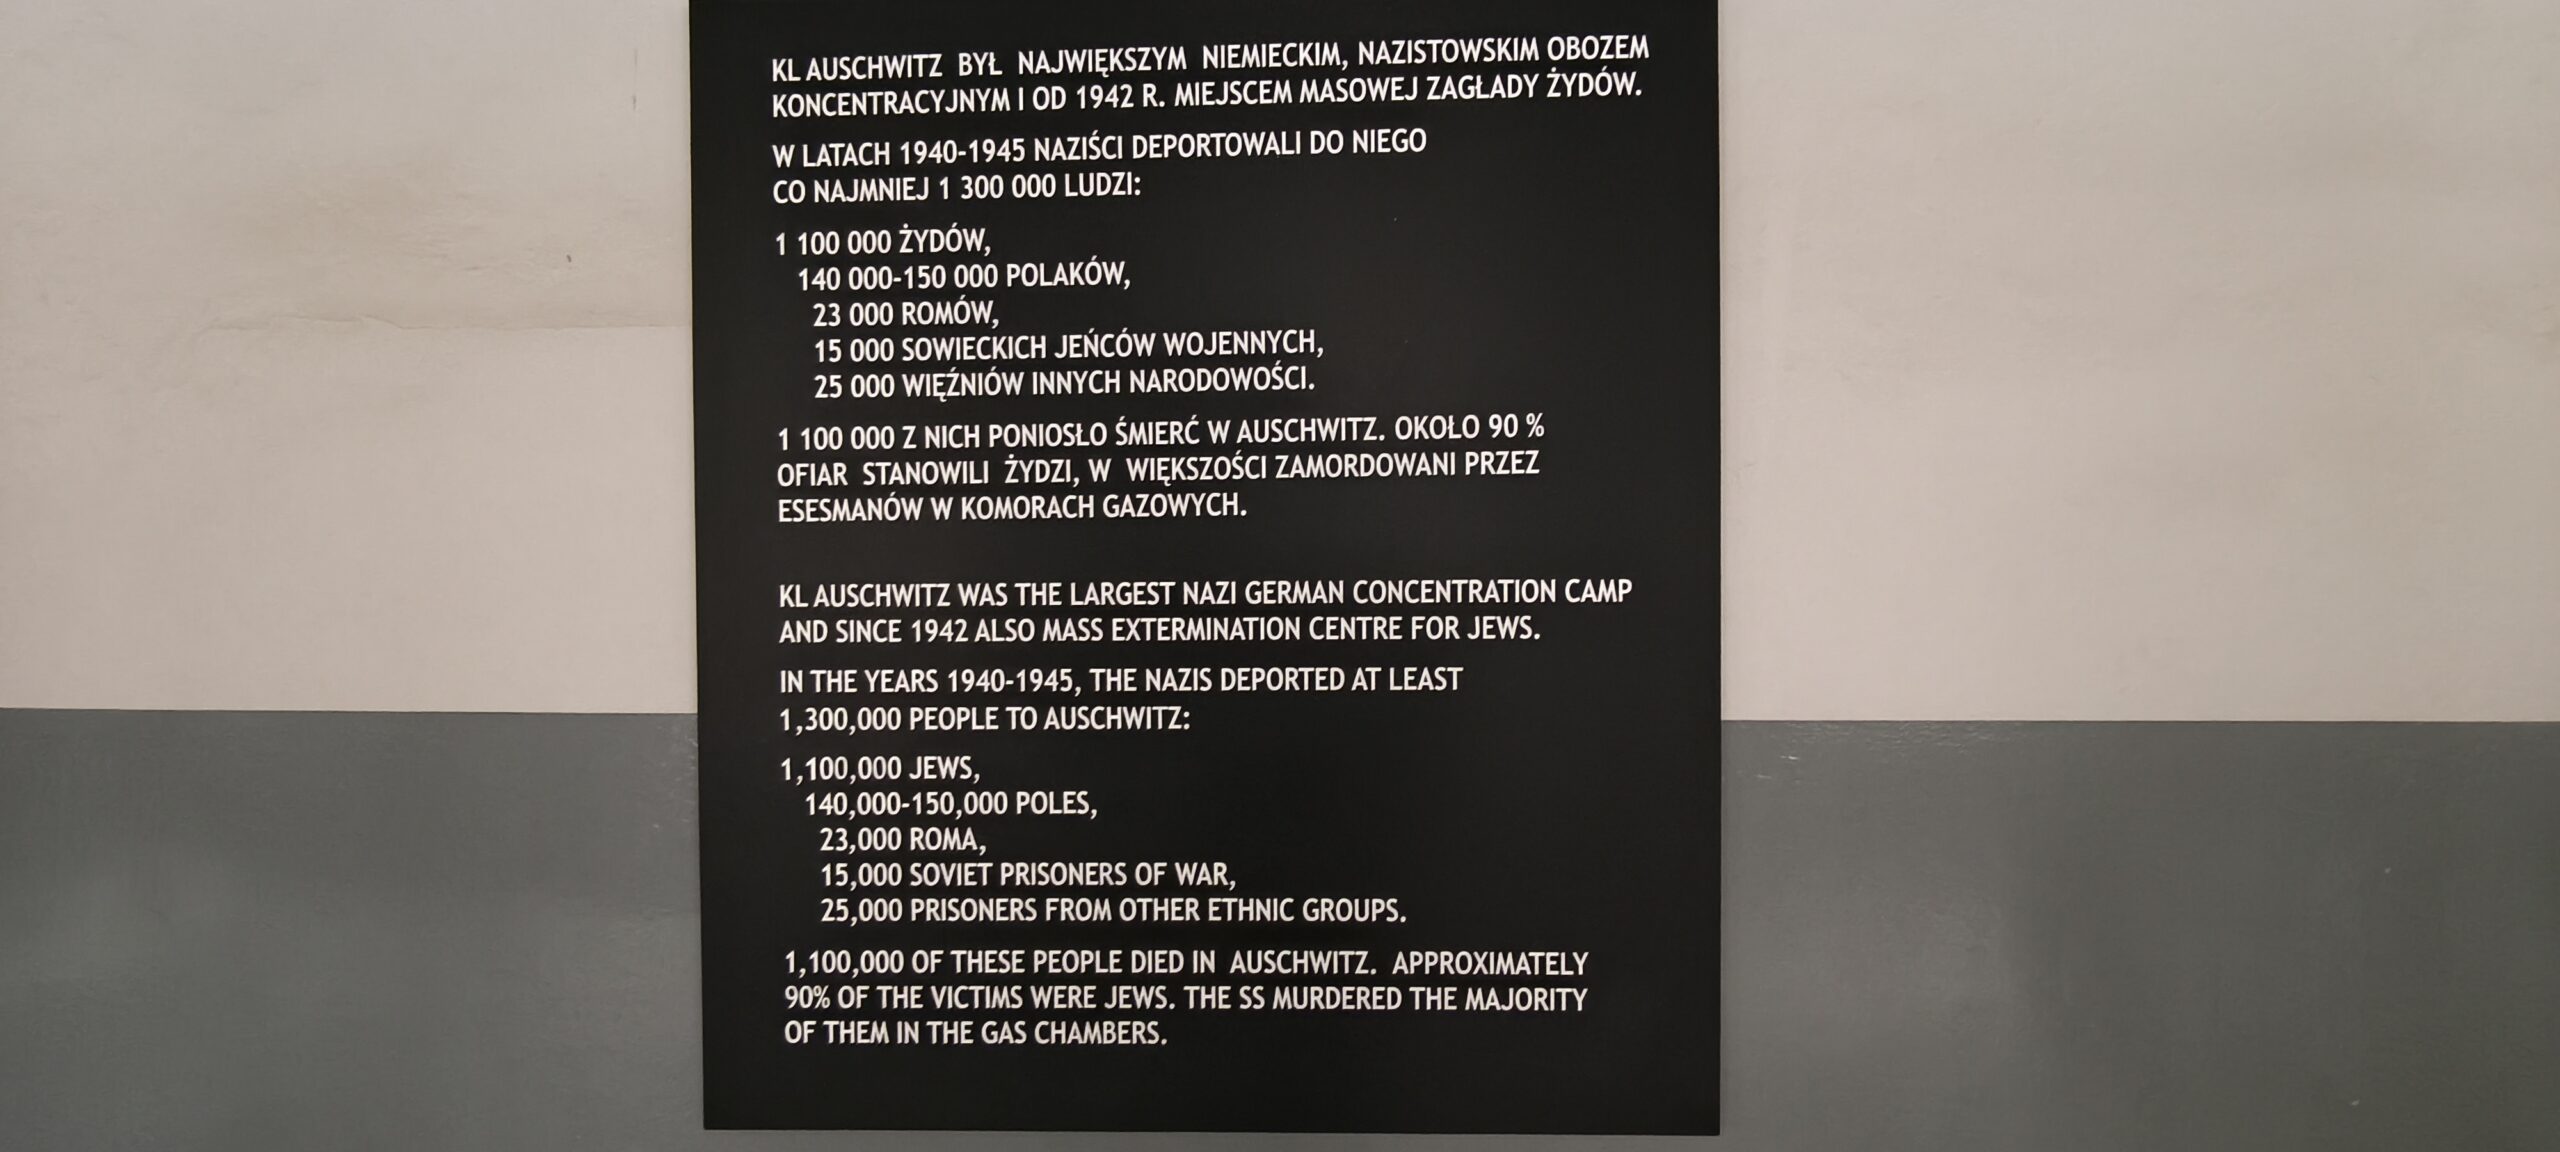 KL AUSCHWITZ BYŁ NAJWIĘKSZYM NIEMIECKIM, NAZISTOWSKIM OBOZEM
KONCENTRACYJNYM I OD 1942 R. MIEJSCEM MASOWEJ ZAGŁADY ŻYDÓW.
W LATACH 1940-1945 NAZIŚCI DEPORTOWALI DO NIEGO
CO NAJMNIEJ 1 300 000 LUDZI:
1 100 000 ŻYDÓW,
140 000-150 000 POLAKÓW,
23 000 ROMÓW,
15 000 SOWIECKICH JEŃCÓW WOJENNYCH,
25 000 WIĘŹNIÓW INNYCH NARODOWOŚCI.
1 100 000 Z NICH PONIOSŁO ŚMIERĆ W AUSCHWITZ. OKOŁO 90 %
OFIAR STANOWILI ŻYDZI, W WIĘKSZOŚCI ZAMORDOWANI PRZEZ
ESESMANÓW W KOMORACH GAZOWYCH.
KL AUSCHWITZ WAS THE LARGEST NAZI GERMAN CONCENTRATION CAMP
AND SINCE 1942 ALSO MASS EXTERMINATION CENTRE FOR JEWS.
IN THE YEARS 1940-1945, THE NAZIS DEPORTED AT LEAST
1,300,000 PEOPLE TO AUSCHWITZ:
1,100,000 JEWS,
140,000-150,000 POLES,
23,000 ROMA,
15,000 SOVIET PRISONERS OF WAR,
25,000 PRISONERS FROM OTHER ETHNIC GROUPS.
1,100,000 OF THESE PEOPLE DIED IN AUSCHWITZ. APPROXIMATELY
90% OF THE VICTIMS WERE JEWS. THE SS MURDERED THE MAJORITY
OF THEM IN THE GAS CHAMBERS.